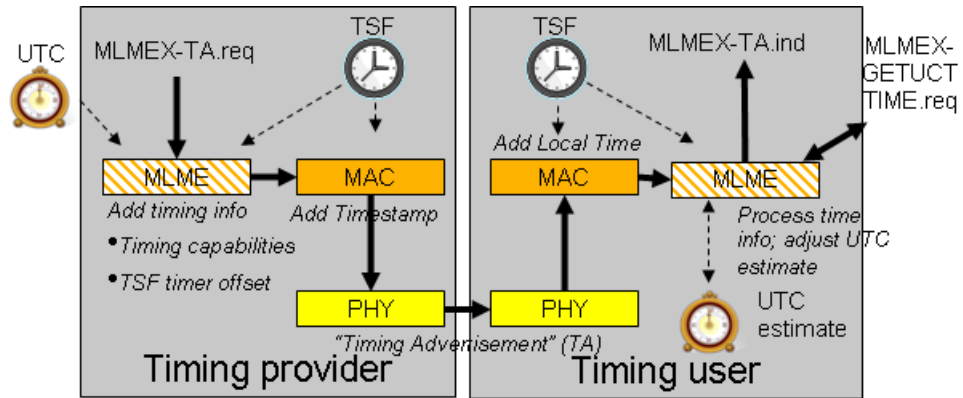 UTC
MLMEX-TA.req
TSF
MLME
MAC
Add timing info
Add Timestamp
•Timing capabilities
•TSF timer offset
PHY
Timing provider
"Timing Advertisement" (TA)
TSF
MLMEX-TA.ind
MLMEX-
GETUCT
TIME.req
Add Local Time
MAC
MLME
Process time
info; adjust UTC
estimate
PHY
UTC
estimate
Timing user